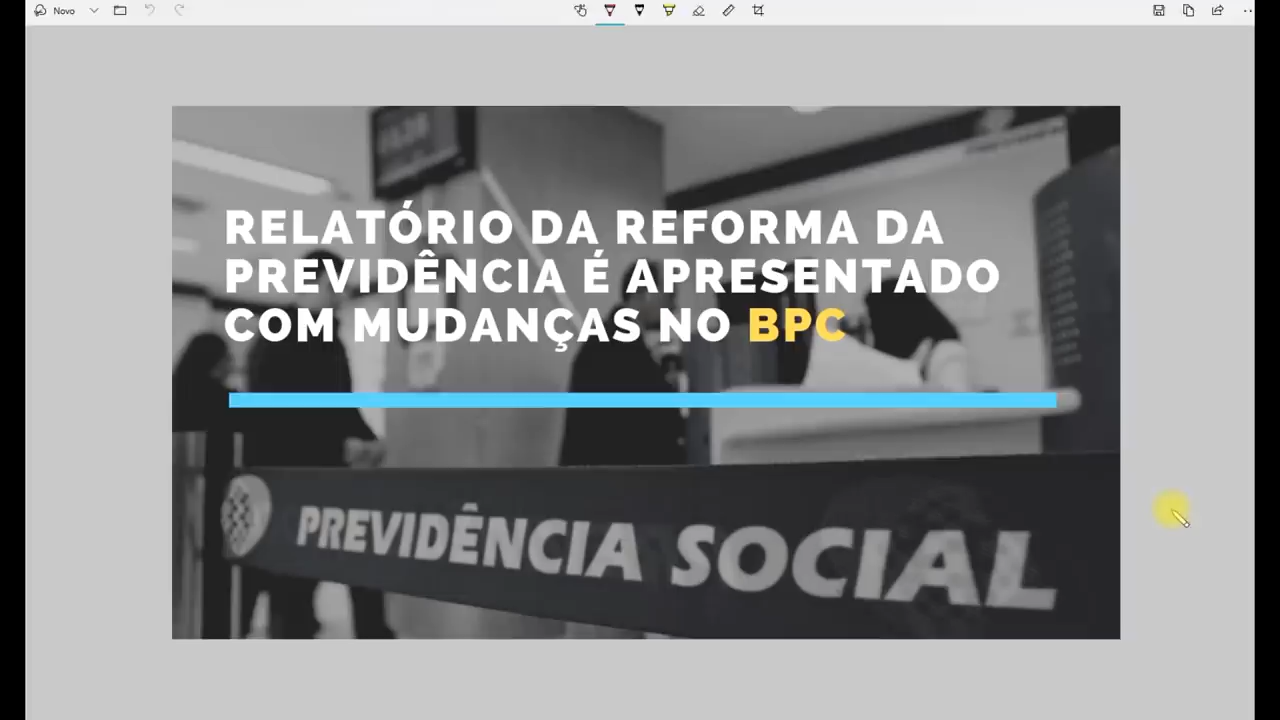 Novo
RELATÓRIO DA REFORMA DA
PREVIDÊNCIA É APRESENTADO
COM MUDANÇAS NO BPC
PREVIDÊNCIA SOCIAL